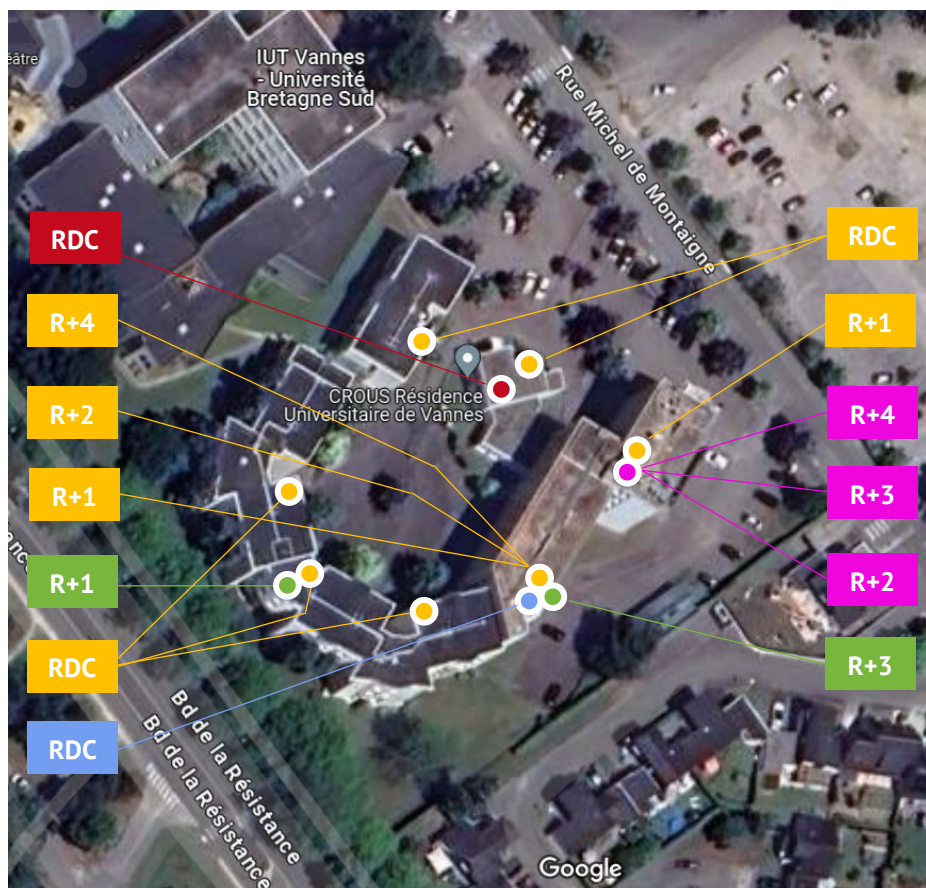 éâtre
IUT Vannes
- Université
Bretagne Sud
Rue Michel de Montaigne
RDC
RDC
R+4
R+1
CROUS Résidence
Universitaire de Vannes
R+2
R+4
R+1
R+3
R+1
R+2
RDC
R+3
RDC
Bd de la Résistance
Bd de la Résistance
Google